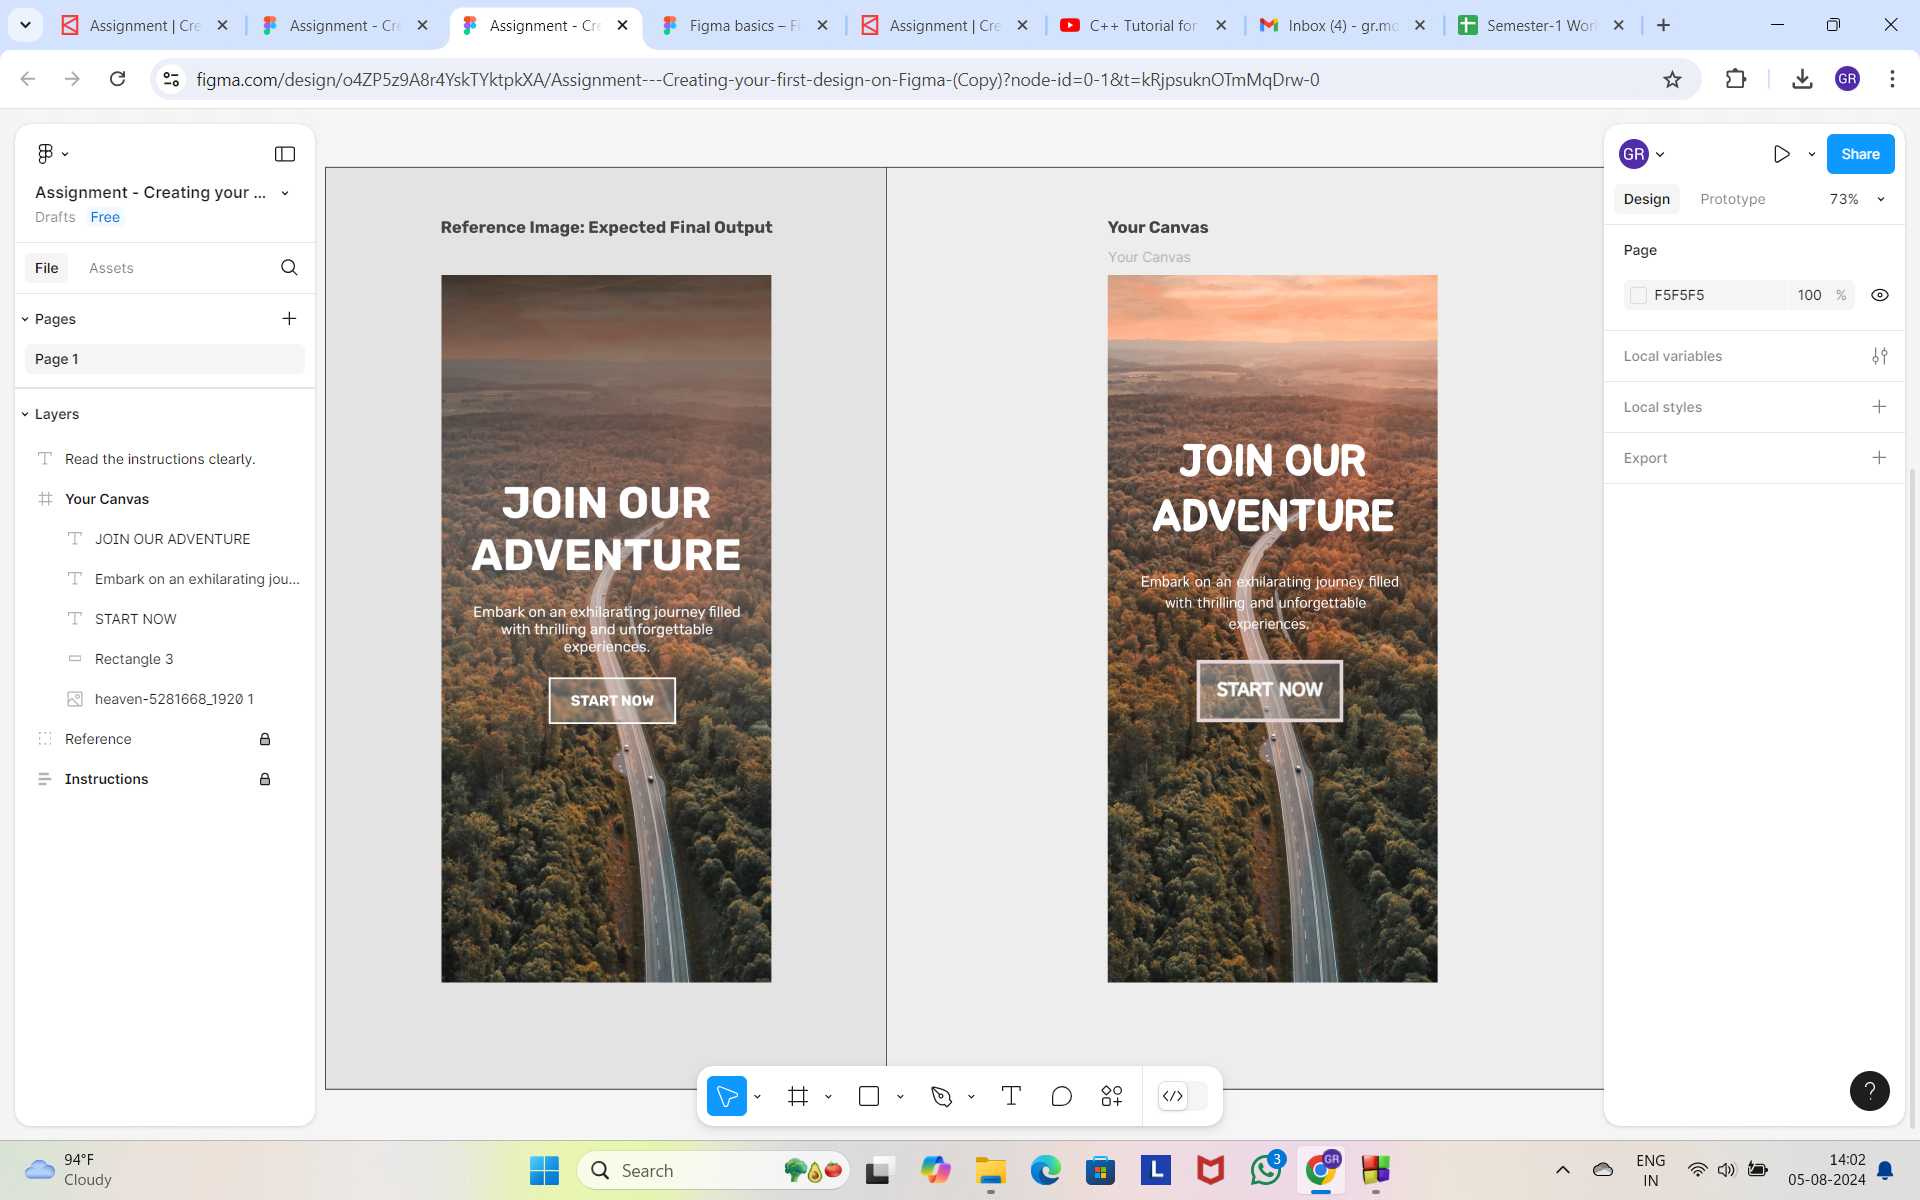 Assignment | Cre
Assignment - Cre
Assignment - Cre
Figma basics – Fi
Assignment | Cre
C++ Tutorial for
Inbox (4) - gr.mo
Semester-1 Wor
figma.com/design/o4ZP5z9A8r4YskTYktpkXA/Assignment---Creating-your-first-design-on-Figma-(Copy)?node-id=0-1&t=kRjpsuknOTmMqDrw-0
GR
Assignment - Creating your ...
Drafts Free
File Assets
Pages
Page 1
Layers
Read the instructions clearly.
Your Canvas
JOIN OUR ADVENTURE
Embark on an exhilarating jou...
START NOW
Rectangle 3
heaven-5281668_1920 1
Reference
Instructions
Reference Image: Expected Final Output
JOIN OUR
ADVENTURE
Embark on an exhilarating journey filled
with thrilling and unforgettable
experiences.
START NOW
Your Canvas
Your Canvas
JOIN OUR
ADVENTURE
Embark on an exhilarating journey filled
with thrilling and unforgettable
experiences.
START NOW
GR
Share
Design Prototype 73%
Page
F5F5F5 100 %
Local variables
Local styles
Export
?
94°F
Cloudy
Search
L
3
GR
ENG
IN
14:02
05-08-2024